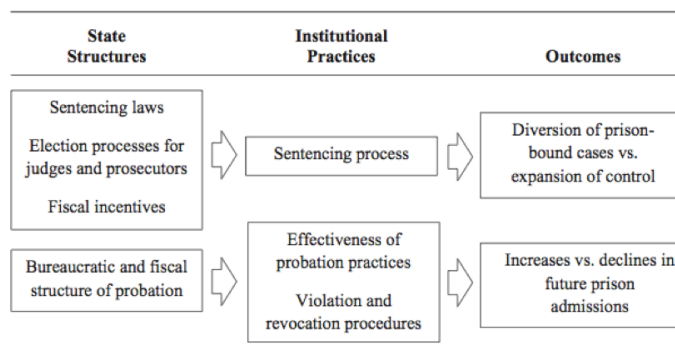 State
Structures
Institutional
Practices
Outcomes
Sentencing laws
Election processes for
judges and prosecutors
Fiscal incentives
Sentencing process
Diversion of prison-
bound cases vs.
expansion of control
Bureaucratic and fiscal
structure of probation
Effectiveness of
probation practices
Violation and
revocation procedures
Increases vs. declines in
future prison
admissions